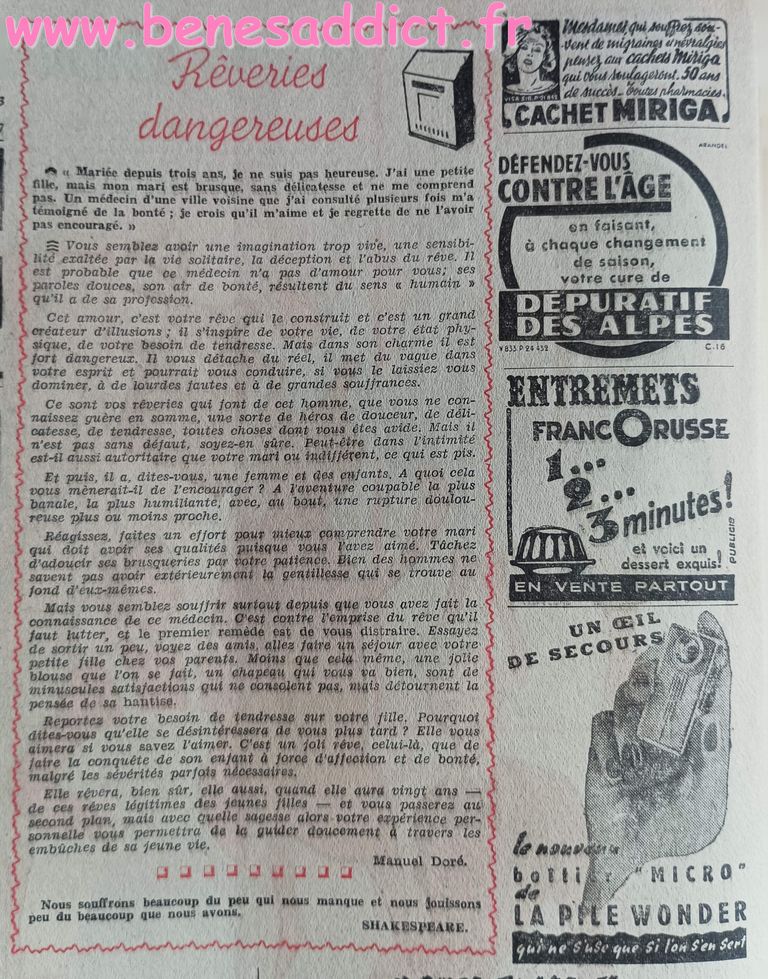 www.benesaddict.fr
Rêveries
dangereuses
« Mariée depuis trois ans, je ne suis pas heureuse. J'ai une petite
fille, mais mon mari est brusque, sans délicatesse et ne me comprend
pas. Un médecin d'une ville voisine que j'ai consulté plusieurs fois m'a
témoigné de la bonté ; je crois qu'il m'aime et je regrette de ne l'avoir
pas encouragé. »
Vous semblez avoir une imagination trop vive, une sensibi-
lité exaltée par la vie solitaire, la déception et l'abus du rêve. Il
est probable que ce médecin n'a pas d'amour pour vous; ses
paroles douces, son air de bonté, résultent du sens « humain »
qu'il a de sa profession.
Cet amour, c'est votre rêve qui le construit et c'est un grand
créateur d'illusions ; il s'inspire de votre vie, de votre état phy-
sique, de votre besoin de tendresse. Mais dans son charme il est
fort dangereux. Il vous détache du réel, il met du vague dans
votre esprit et pourrait vous conduire, si vous le laissiez vous
dominer, à de lourdes fautes et à de grandes souffrances.
Ce sont vos rêveries qui font de cet homme, que vous ne con-
naissez guère en somme, une sorte de héros de douceur, de déli-
catesse, de tendresse, toutes choses dont vous êtes avide. Mais il
n'est pas sans défaut, soyez-en sûre. Peut-être dans l'intimité
est-il aussi autoritaire que votre mari ou indifférent, ce qui est pis.
Et puis, il a, dites-vous, une femme et des enfants. A quoi cela
vous mènerait-il de l'encourager ? A l'aventure coupable la plus
banale, la plus humiliante, avec, au bout, une rupture doulou-
reuse plus ou moins proche.
Réagissez, faites un effort pour mieux comprendre votre mari
qui doit avoir ses qualités puisque vous l'avez aimé. Tâchez
d'adoucir ses brusqueries par votre patience. Bien des hommes ne
savent pas avoir extérieurement la gentillesse qui se trouve au
fond d'eux-mêmes.
Mais vous semblez souffrir surtout depuis que vous avez fait la
connaissance de ce médecin. C'est contre l'emprise du rêve qu'il
faut lutter, et le premier remède est de vous distraire. Essayez
de sortir un peu, voyez des amis, allez faire un séjour avec votre
petite fille chez vos parents. Moins que cela même, une jolie
blouse que l'on se fait, un chapeau qui vous va bien, sont de
minuscules satisfactions qui ne consolent pas, mais détournent la
pensée de sa hantise.
Reportez votre besoin de tendresse sur votre fille. Pourquoi
dites-vous qu'elle se désintéressera de vous plus tard ? Elle vous
aimera si vous savez l'aimer. C'est un joli rêve, celui-là, que de
faire la conquête de son enfant à force d'affection et de bonté,
malgré les sévérités parfois nécessaires.
Elle rêvera, bien sûr, elle aussi, quand elle aura vingt ans —
de ces rêves légitimes des jeunes filles — et vous passerez au
second plan, mais avec quelle sagesse alors votre expérience per-
sonnelle vous permettra de la guider doucement à travers les
embûches de sa jeune vie.
Manuel Doré.
Nous souffrons beaucoup du peu qui nous manque et nous jouissons
peu du beaucoup que nous avons.
SHAKESPEARE.
Mesdames, qui souffrez sou-
vent de migraines et névralgies
pensez aux cachets Miriga
qui vous soulageront. 50 ans
de succès - toutes pharmacies.
CACHET MIRIGA
ARANDEL
DÉFENDEZ-VOUS
CONTRE L'ÂGE
en faisant,
à chaque changement
de saison,
votre cure de
DÉPURATIF
DES ALPES
V 835 P 24 452 C.16
ENTREMETS
FRANCORUSSE
1...
2...
3 minutes!
et voici un
dessert exquis!
PUBLICIS
EN VENTE PARTOUT
UN ŒIL
DE SECOURS
le nouveau
boîtier "MICRO"
de
LA PILE WONDER
qui ne s'use que si l'on s'en sert